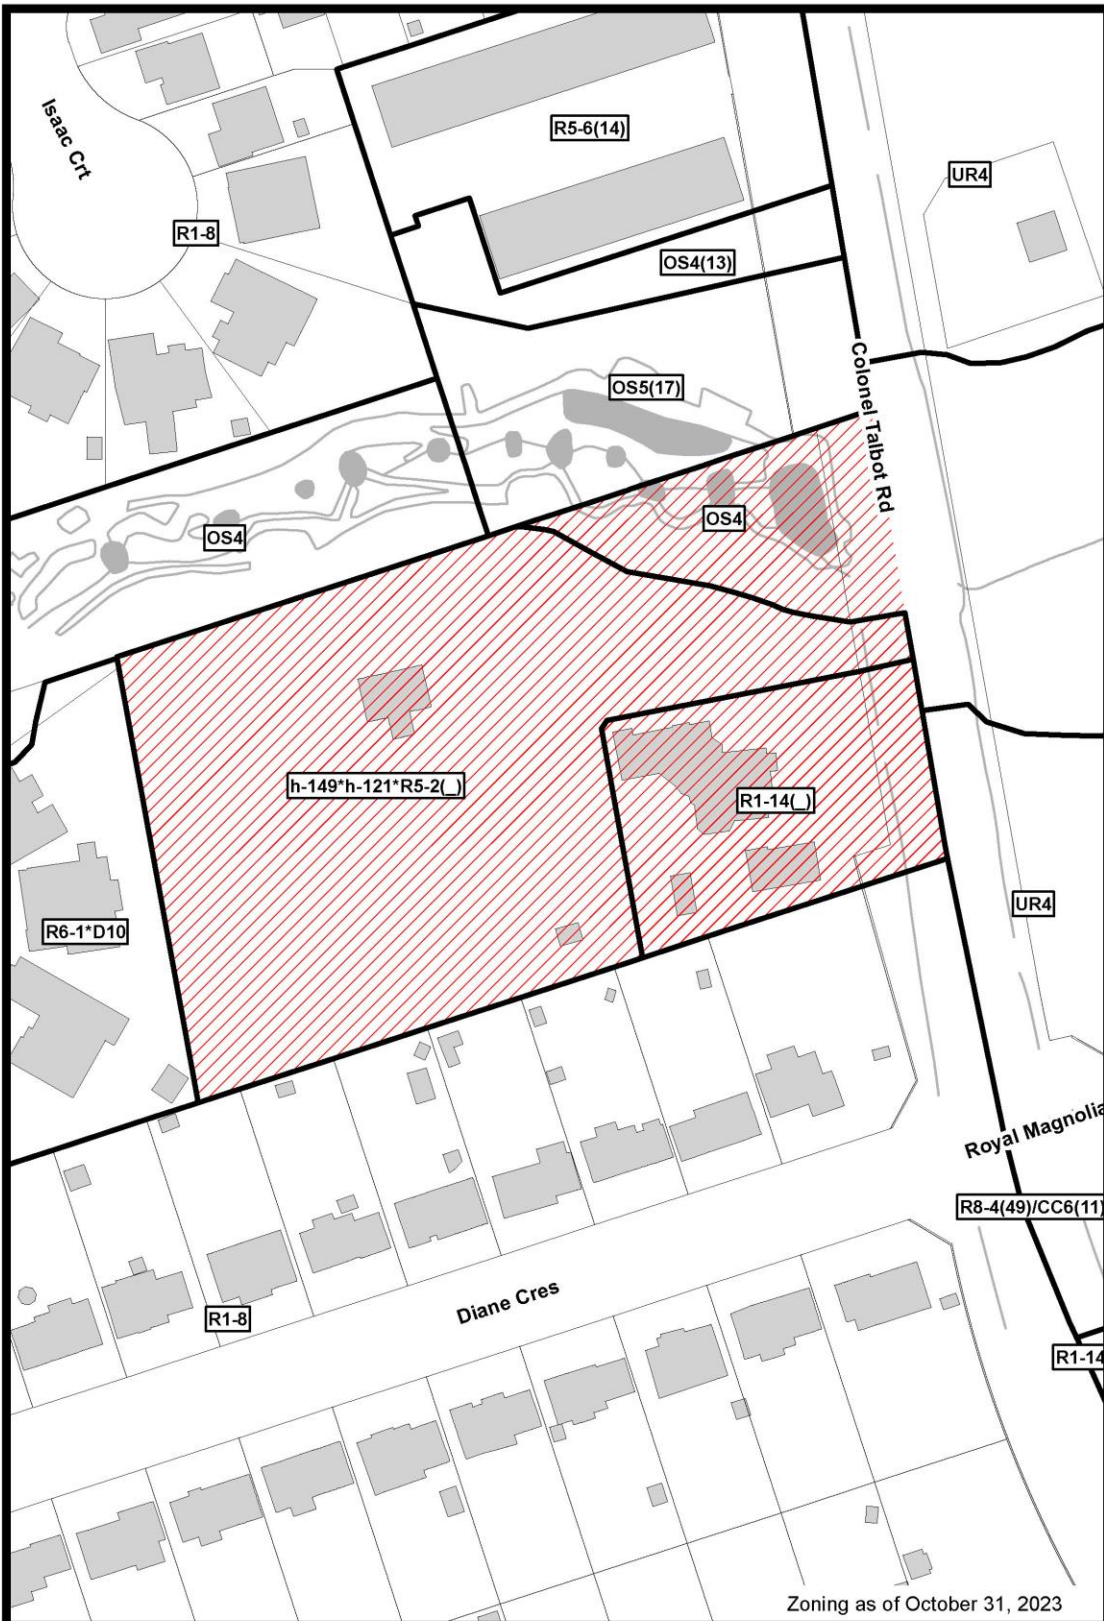 Isaac Crt
R5-6(14)
UR4
R1-8
OS4(13)
Colonel Talbot Rd
OS5(17)
OS4
OS4
h-149*h-121*R5-2(_)
R1-14(_)
UR4
R6-1*D10
Royal Magnolia
R8-4(49)/CC6(11)
Diane Cres
R1-8
R1-14
Zoning as of October 31, 2023